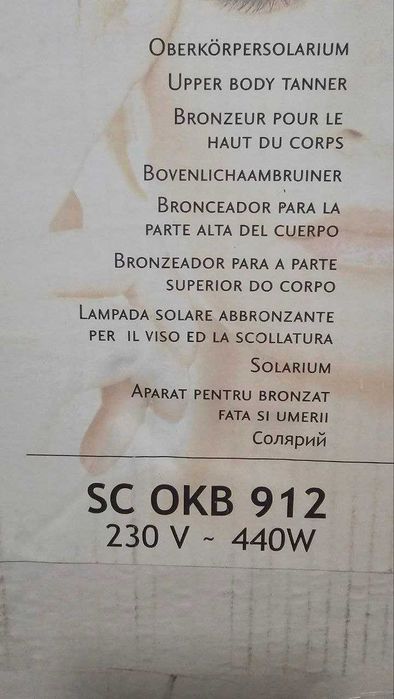 OBERKÖRPERSOLARIUM
UPPER BODY TANNER
BRONZEUR POUR LE
HAUT DU CORPS
BOVENLICHAAMBRUINER
BRONCEADOR PARA LA
PARTE ALTA DEL CUERPO
BRONZEADOR PARA A PARTE
SUPERIOR DO CORPO
LAMPADA SOLARE ABBRONZANTE
PER IL VISO ED LA SCOLLATURA
SOLARIUM
APARAT PENTRU BRONZAT
FATA SI UMERII
Солярий
SC OKB 912
230 V ~ 440W